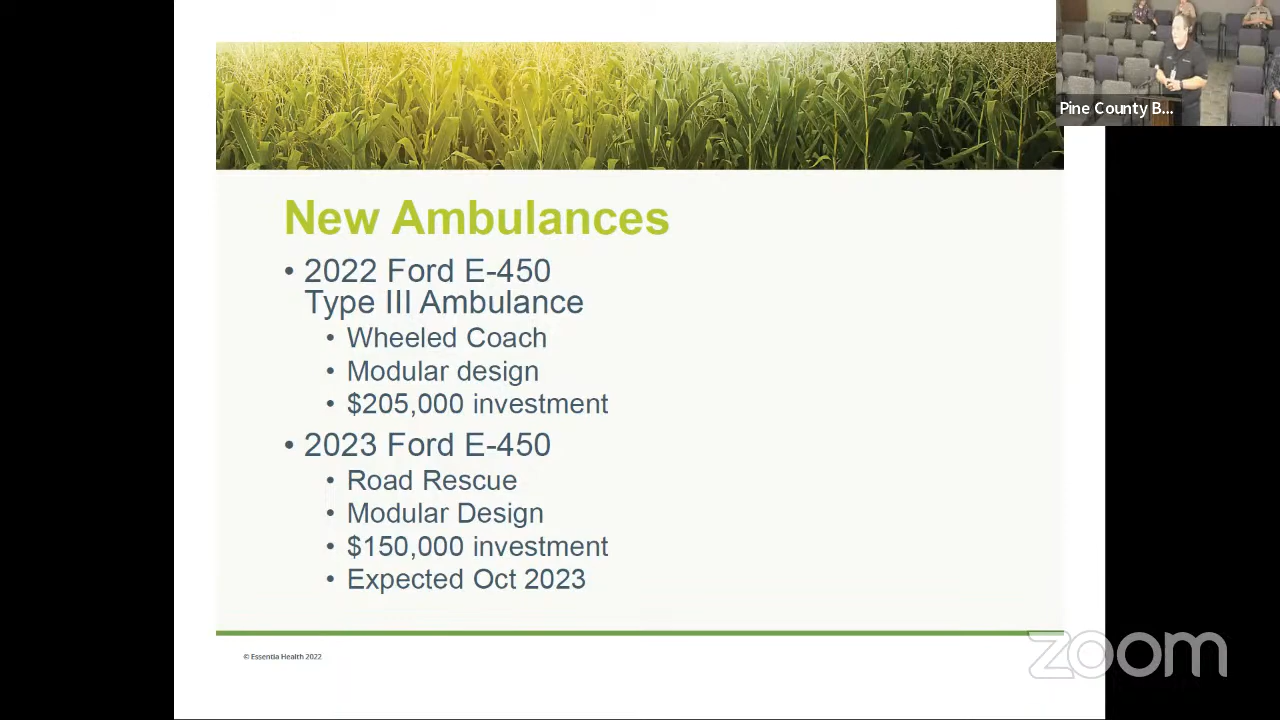 Pine County B...
New Ambulances
• 2022 Ford E-450
Type III Ambulance
• Wheeled Coach
• Modular design
• $205,000 investment
• 2023 Ford E-450
• Road Rescue
• Modular Design
• $150,000 investment
• Expected Oct 2023
© Essentia Health 2022
zoom